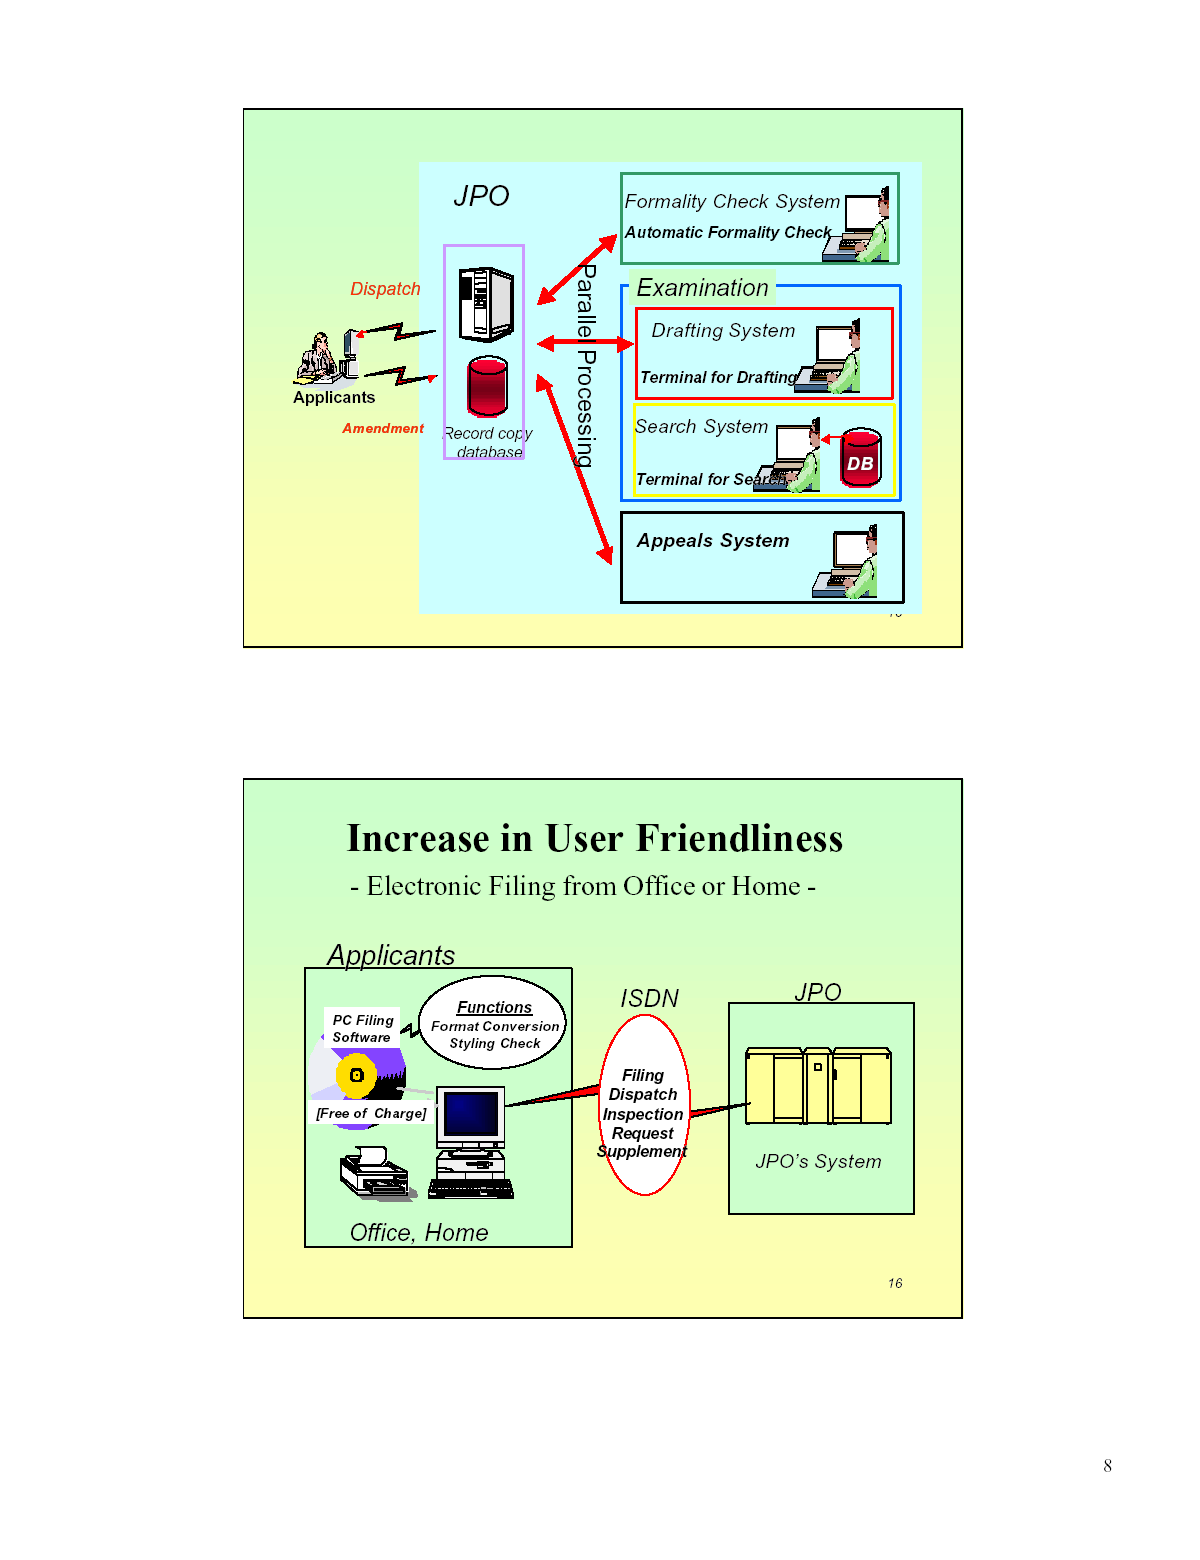 JPO
Formality Check System
Automatic Formality Check
Dispatch
Parallel Processing
Examination
Drafting System
Terminal for Drafting
Applicants
Amendment
Record copy
database
Search System
DB
Terminal for Search
Appeals System
Increase in User Friendliness
- Electronic Filing from Office or Home -
Applicants
PC Filing
Software
Functions
Format Conversion
Styling Check
[Free of Charge]
Office, Home
ISDN
Filing
Dispatch
Inspection
Request
Supplement
JPO
JPO's System
16
8